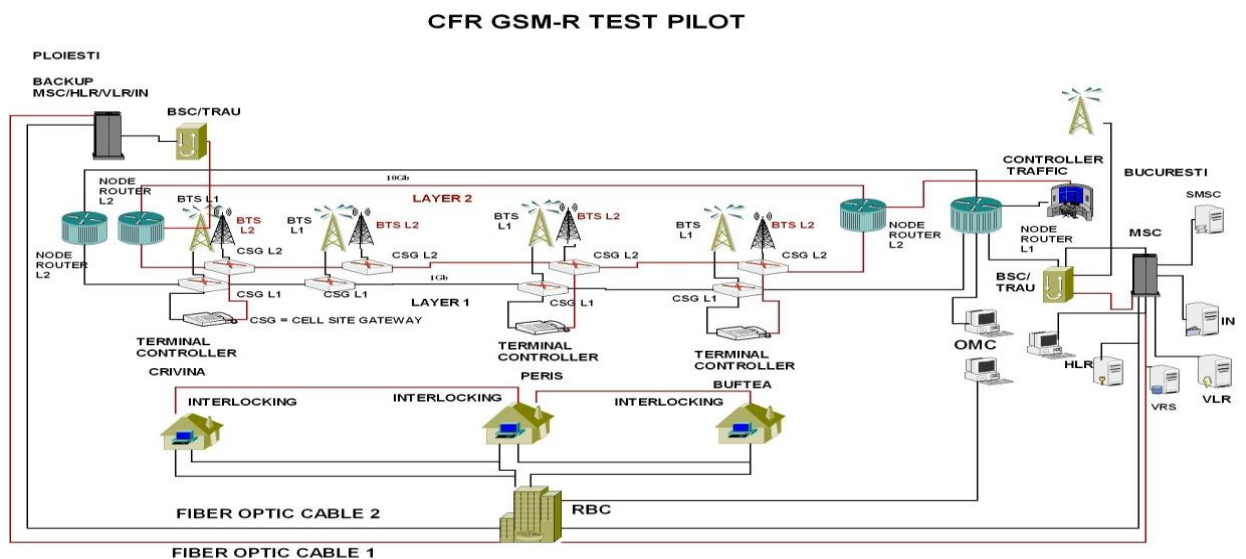 CFR GSM-R TEST PILOT
PLOIESTI
BACKUP
MSC/HLR/VLR/IN
BSC/TRAU
CONTROLLER
TRAFFIC
BUCURESTI
SMSC
NODE
ROUTER
L2
10Gb
LAYER 2
BTS L1
BTS
L2
BTS
L1
BTS L2
BTS
L1
BTS L2
BTS
L1
BTS L2
NODE
ROUTER
L2
NODE
ROUTER
L1
MSC
NODE
ROUTER
L2
CSG L2
CSG L2
CSG L2
CSG L2
BSC/
TRAU
1Gb
CSG L1
CSG L1
LAYER 1
CSG L1
CSG L1
CSG = CELL SITE GATEWAY
IN
TERMINAL
CONTROLLER
CRIVINA
TERMINAL
CONTROLLER
PERIS
TERMINAL
CONTROLLER
BUFTEA
OMC
HLR
VRS
VLR
INTERLOCKING
INTERLOCKING
INTERLOCKING
RBC
FIBER OPTIC CABLE 2
FIBER OPTIC CABLE 1